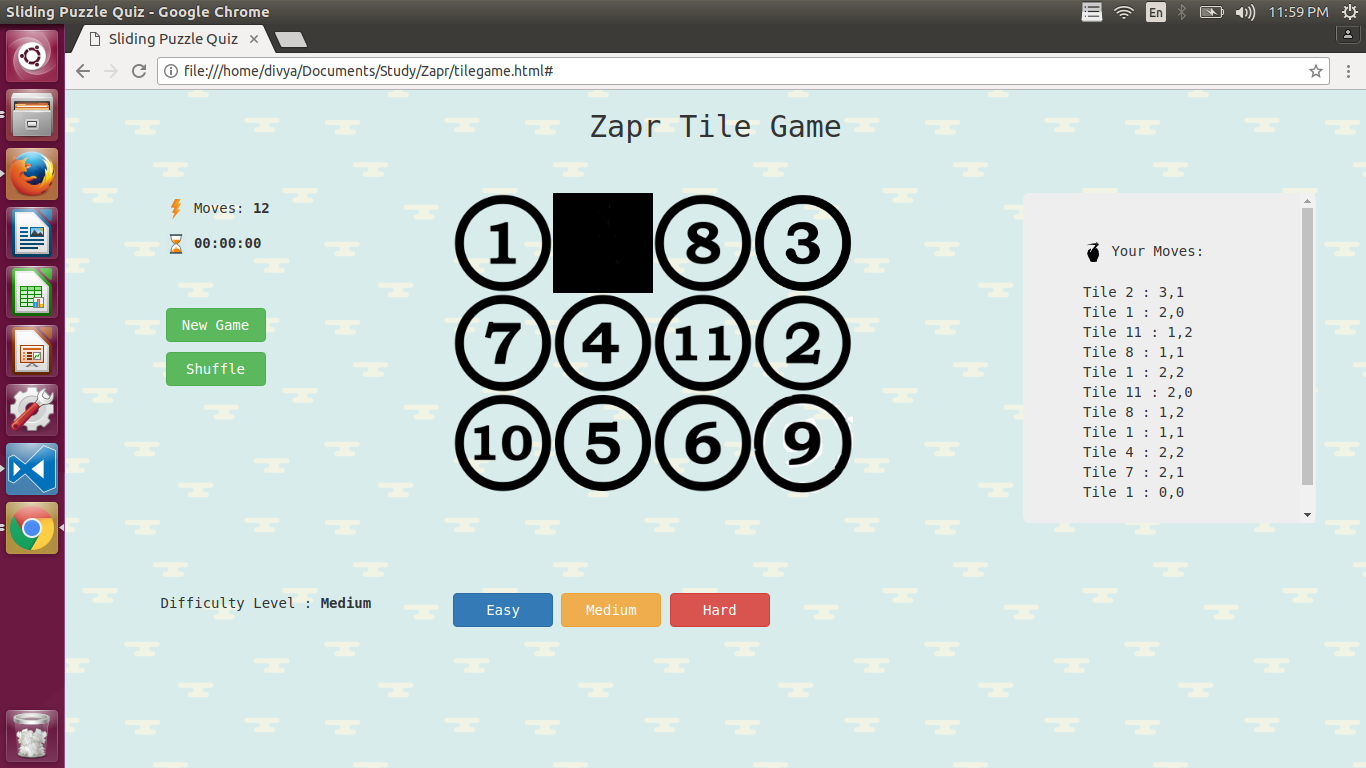 Sliding Puzzle Quiz - Google Chrome
En
11:59 PM
Sliding Puzzle Quiz
file:///home/divya/Documents/Study/Zapr/tilegame.html#
Zapr Tile Game
Moves: 12
00:00:00
New Game
Shuffle
1 8 3
7 4 11 2
10 5 6 9
Your Moves:
Tile 2 : 3,1
Tile 1 : 2,0
Tile 11 : 1,2
Tile 8 : 1,1
Tile 1 : 2,2
Tile 11 : 2,0
Tile 8 : 1,2
Tile 1 : 1,1
Tile 4 : 2,2
Tile 7 : 2,1
Tile 1 : 0,0
Difficulty Level : Medium
Easy
Medium
Hard